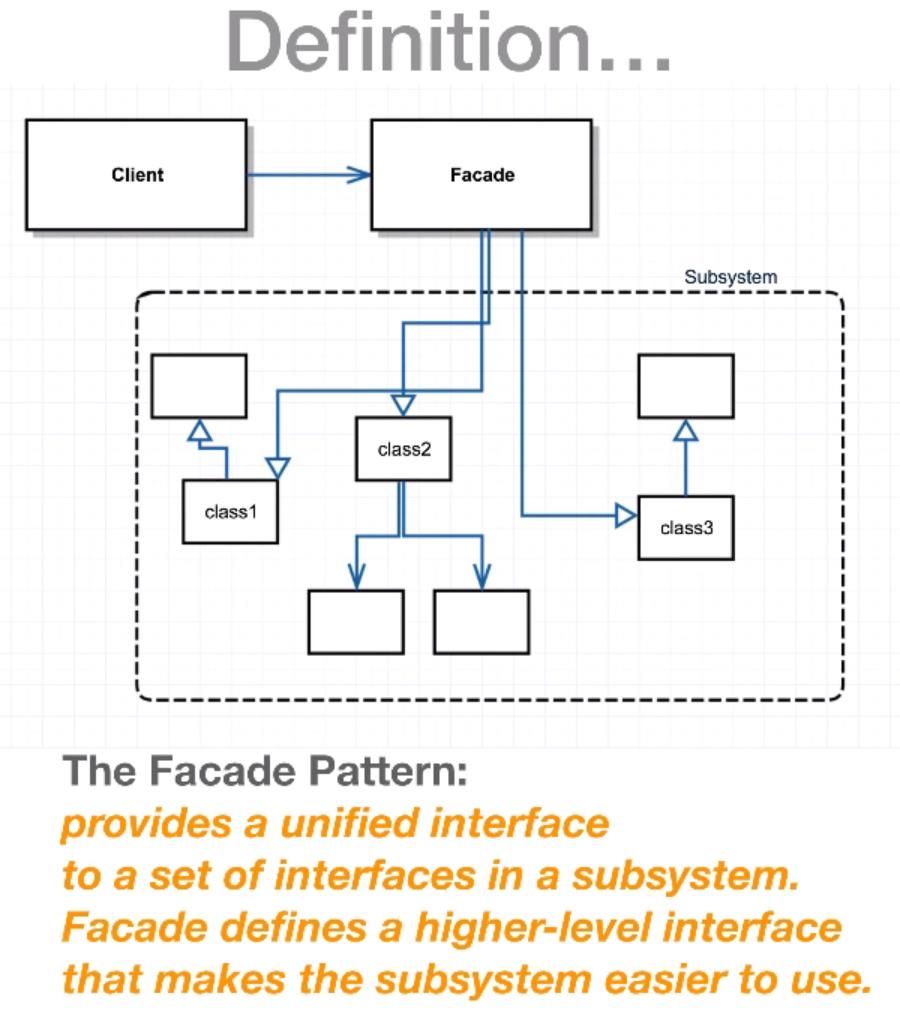 Definition...
Client
Facade
Subsystem
class2
class1
class3
The Facade Pattern:
provides a unified interface
to a set of interfaces in a subsystem.
Facade defines a higher-level interface
that makes the subsystem easier to use.